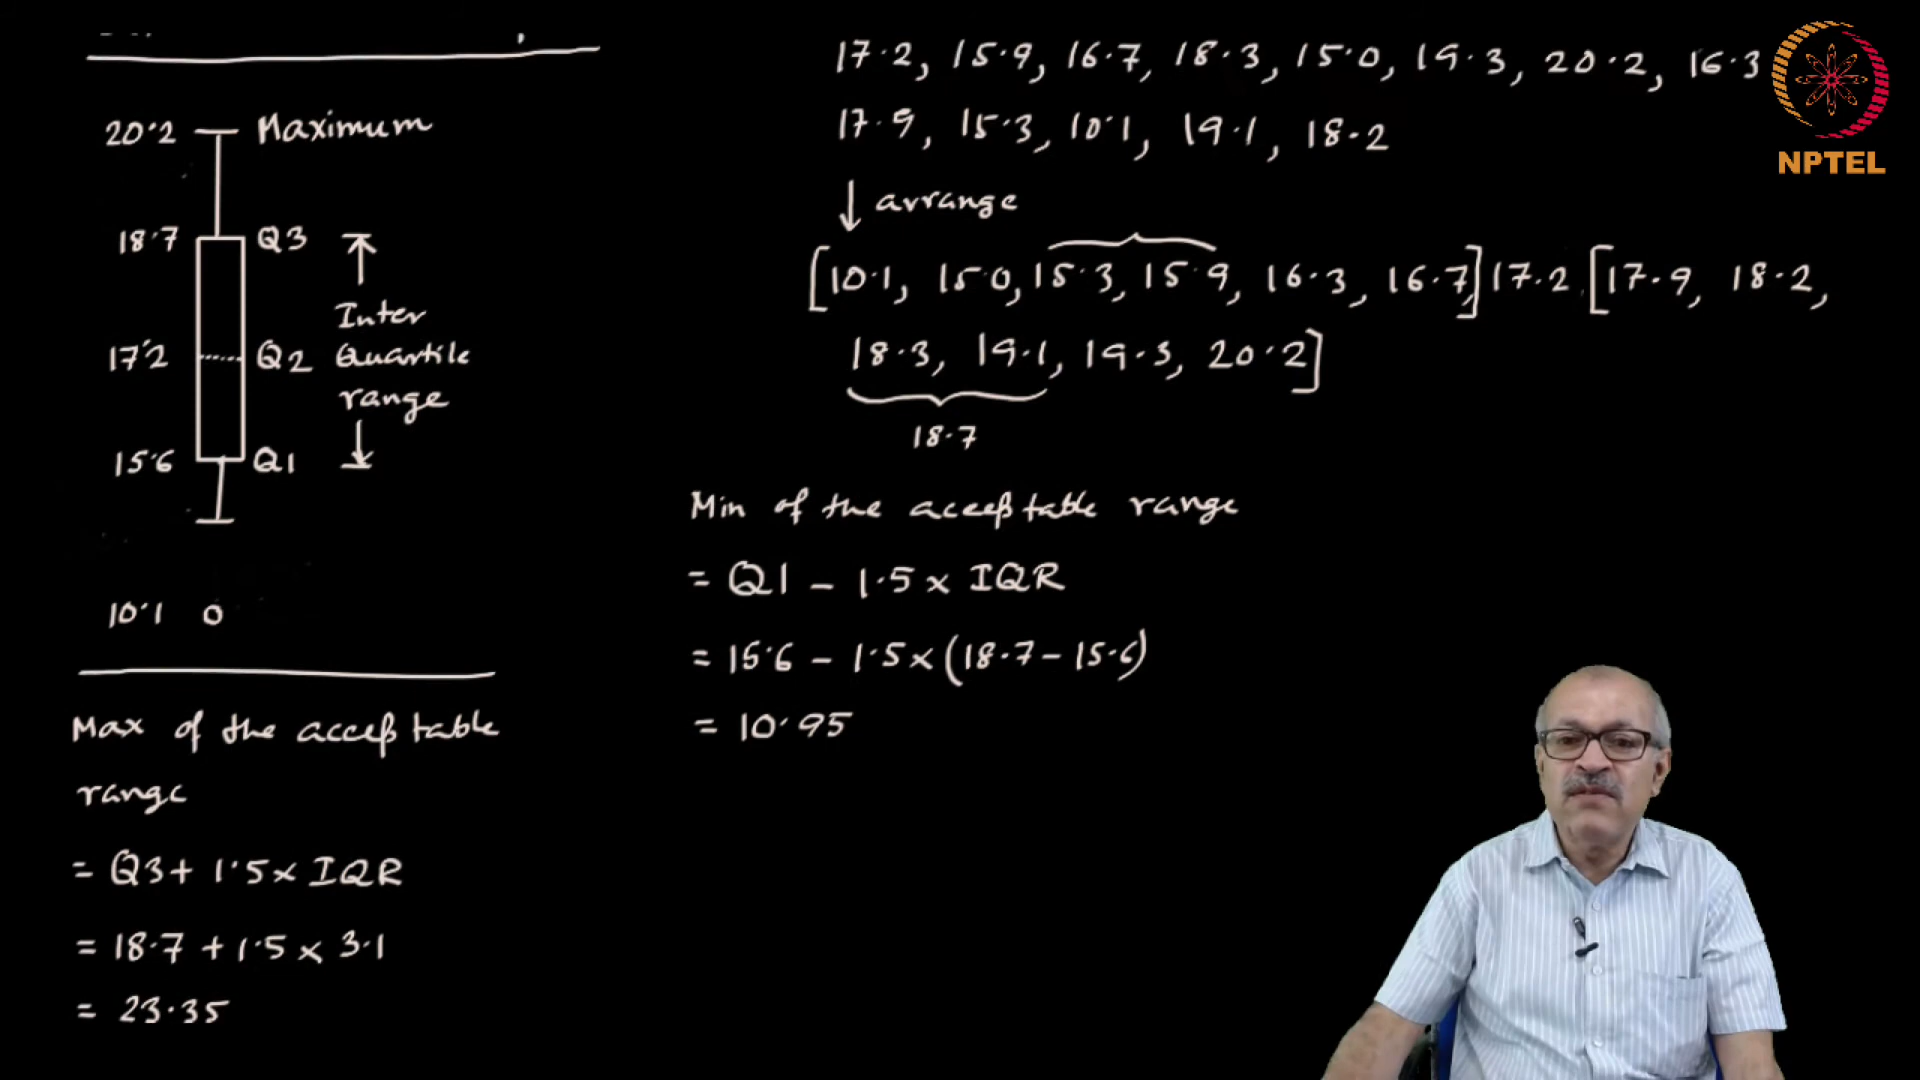 20.2 Maximum
18.7 Q3
Inter
17.2 Q2 Quartile
range
15.6 Q1
10.1 o
Max of the acceptable
range
= Q3 + 1.5 x IQR
= 18.7 + 1.5 x 3.1
= 23.35
17.2, 15.9, 16.7, 18.3, 15.0, 19.3, 20.2, 16.3
17.9, 15.3, 10.1, 19.1, 18.2
↓ arrange
[10.1, 15.0, 15.3, 15.9, 16.3, 16.7] 17.2 [17.9, 18.2,
18.3, 19.1, 19.3, 20.2]
18.7
Min of the acceptable range
= Q1 - 1.5 x IQR
= 15.6 - 1.5 x (18.7 - 15.6)
= 10.95
NPTEL